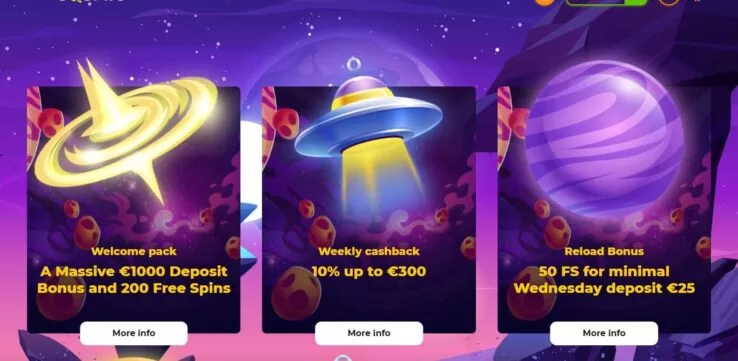 Welcome pack
A Massive €1000 Deposit
Bonus and 200 Free Spins
More info
Weekly cashback
10% up to €300
More info
Reload Bonus
50 FS for minimal
Wednesday deposit €25
More info